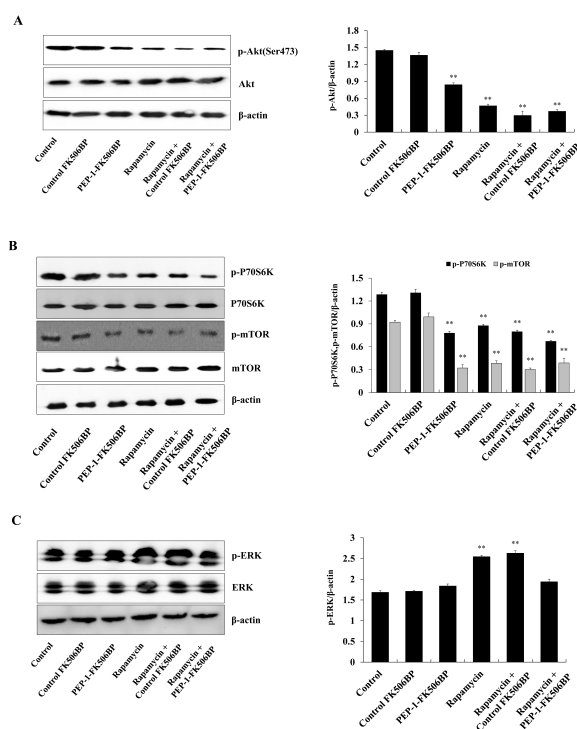 A
p-Akt(Ser473)
Akt
β-actin
Control
Control FK506BP
PEP-1-FK506BP
Rapamycin
Rapamycin +
Control FK506BP
Rapamycin +
PEP-1-FK506BP
p-Akt/β-actin
1.8
1.5
1.2
0.9
0.6
0.3
0
**
**
**
**
Control
Control FK506BP
PEP-1-FK506BP
Rapamycin
Rapamycin +
Control FK506BP
Rapamycin +
PEP-1-FK506BP
B
p-P70S6K
P70S6K
p-mTOR
mTOR
β-actin
Control
Control FK506BP
PEP-1-FK506BP
Rapamycin
Rapamycin +
Control FK506BP
Rapamycin +
PEP-1-FK506BP
p-P70S6K p-mTOR
p-P70S6K,p-mTOR/β-actin
1.5
1.2
0.9
0.6
0.3
0
**
**
**
**
**
**
**
**
Control
Control FK506BP
PEP-1-FK506BP
Rapamycin
Rapamycin +
Control FK506BP
Rapamycin +
PEP-1-FK506BP
C
p-ERK
ERK
β-actin
Control
Control FK506BP
PEP-1-FK506BP
Rapamycin
Rapamycin +
Control FK506BP
Rapamycin +
PEP-1-FK506BP
p-ERK/β-actin
3
2.5
2
1.5
1
0.5
0
**
**
Control
Control FK506BP
PEP-1-FK506BP
Rapamycin
Rapamycin +
Control FK506BP
Rapamycin +
PEP-1-FK506BP